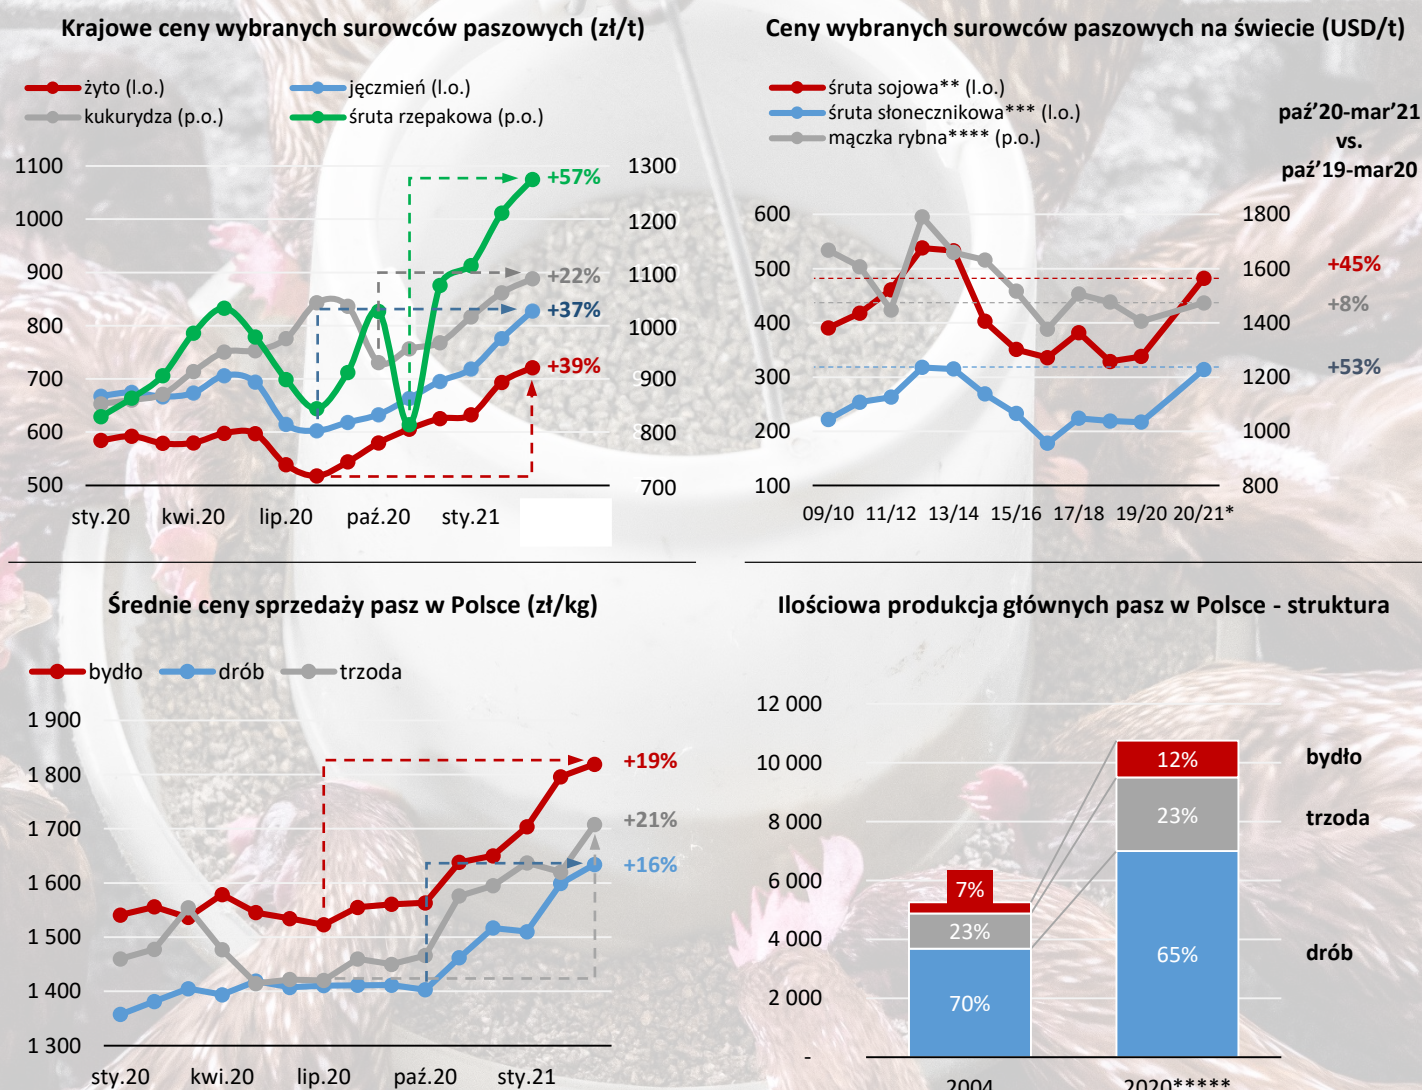 Krajowe ceny wybranych surowców paszowych (zł/t)
żyto (l.o.) jęczmień (l.o.)
kukurydza (p.o.) śruta rzepakowa (p.o.)
1100 1300
+57%
1000 1200
900 1100
+22%
800 1000
+37%
700 900
+39%
600 800
500 700
sty.20 kwi.20 lip.20 paź.20 sty.21
Ceny wybranych surowców paszowych na świecie (USD/t)
śruta sojowa** (l.o.)
śruta słonecznikowa*** (l.o.)
mączka rybna**** (p.o.)
paź'20-mar'21
vs.
paź'19-mar20
600 1800
500 1600
+45%
+8%
400 1400
300 1200
+53%
200 1000
100 800
09/10 11/12 13/14 15/16 17/18 19/20 20/21*
Średnie ceny sprzedaży pasz w Polsce (zł/kg)
bydło drób trzoda
1 900
1 800
+19%
1 700
+21%
1 600
+16%
1 500
1 400
1 300
sty.20 kwi.20 lip.20 paź.20 sty.21
Ilościowa produkcja głównych pasz w Polsce - struktura
12 000
10 000
8 000
6 000
4 000
2 000
-
7%
23%
70%
12%
23%
65%
bydło
trzoda
drób
2004 2020*****